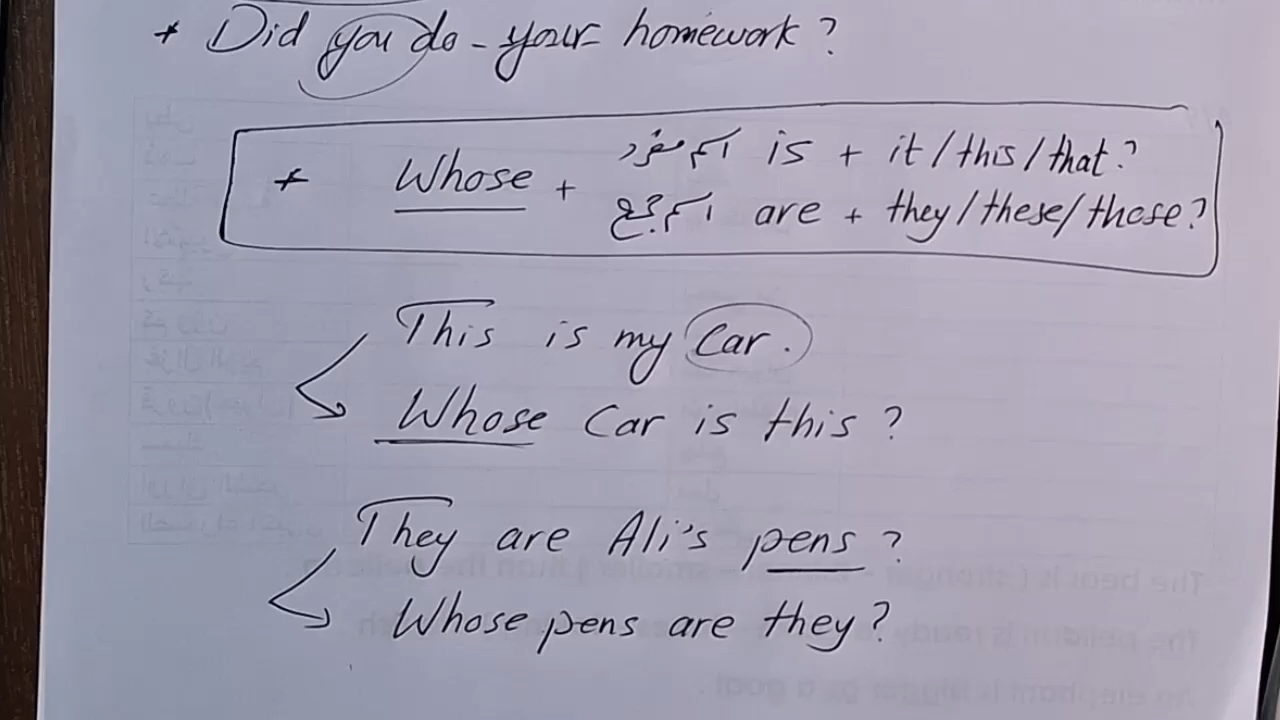 * Did you do - your homework?
* Whose + اسم مفرد is + it / this / that?
اسم جمع are + they / these / those?
This is my Car.
Whose Car is this?
They are Ali's pens?
Whose pens are they?